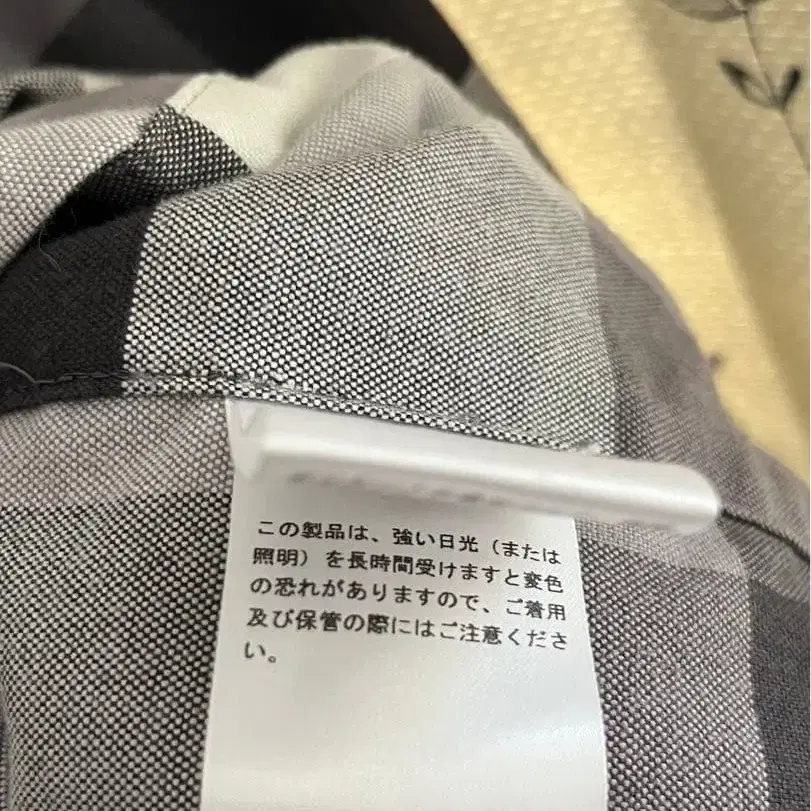 この製品は、強い日光（または
照明）を長時間受けますと変色
の恐れがありますので、ご着用
及び保管の際にはご注意くださ
い。